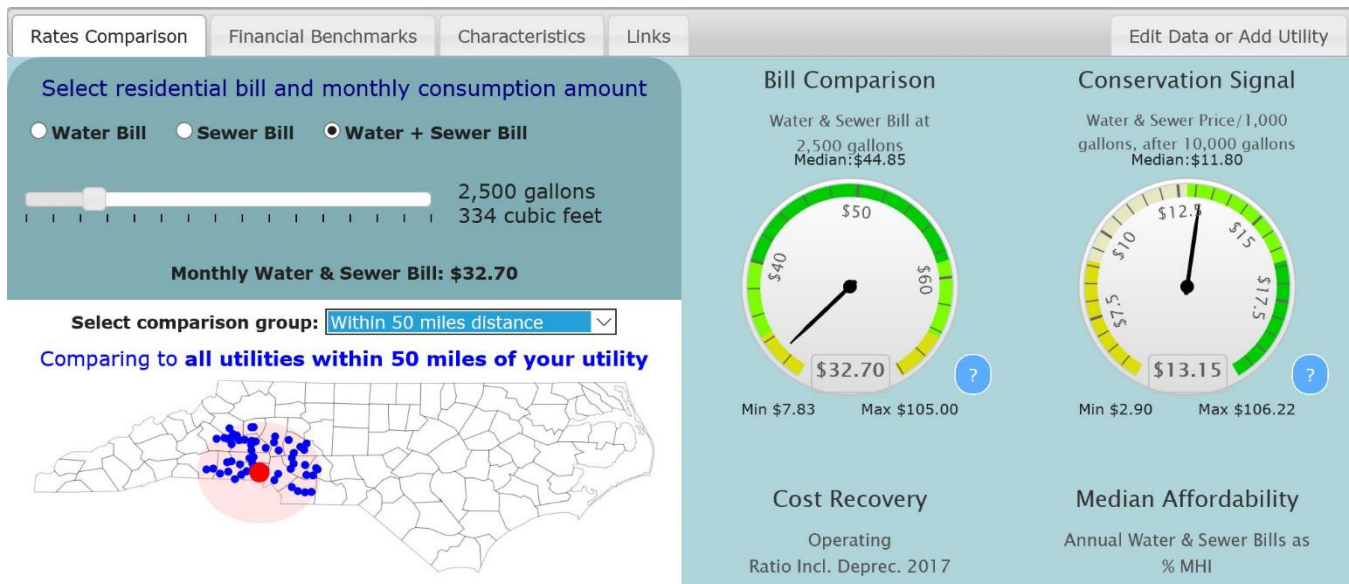 Rates Comparison
Financial Benchmarks
Characteristics
Links
Edit Data or Add Utility
Select residential bill and monthly consumption amount
Water Bill
Sewer Bill
Water + Sewer Bill
2,500 gallons
334 cubic feet
Monthly Water & Sewer Bill: $32.70
Select comparison group: Within 50 miles distance
Comparing to all utilities within 50 miles of your utility
Bill Comparison
Water & Sewer Bill at
2,500 gallons
Median:$44.85
$40
$50
$60
$32.70
?
Min $7.83
Max $105.00
Conservation Signal
Water & Sewer Price/1,000
gallons, after 10,000 gallons
Median:$11.80
$7.5
$10
$12.5
$15
$17.5
$13.15
?
Min $2.90
Max $106.22
Cost Recovery
Operating
Ratio Incl. Deprec. 2017
Median Affordability
Annual Water & Sewer Bills as
% MHI